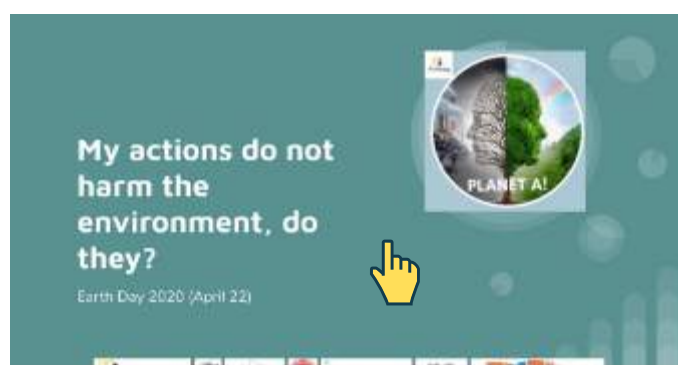 My actions do not
harm the
environment, do
they?
Earth Day 2020 (April 22)
PLANET A!